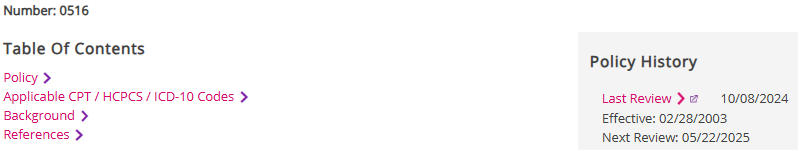 Number: 0516
Table Of Contents
Policy
Applicable CPT / HCPCS / ICD-10 Codes
Background
References
Policy History
Last Review 10/08/2024
Effective: 02/28/2003
Next Review: 05/22/2025